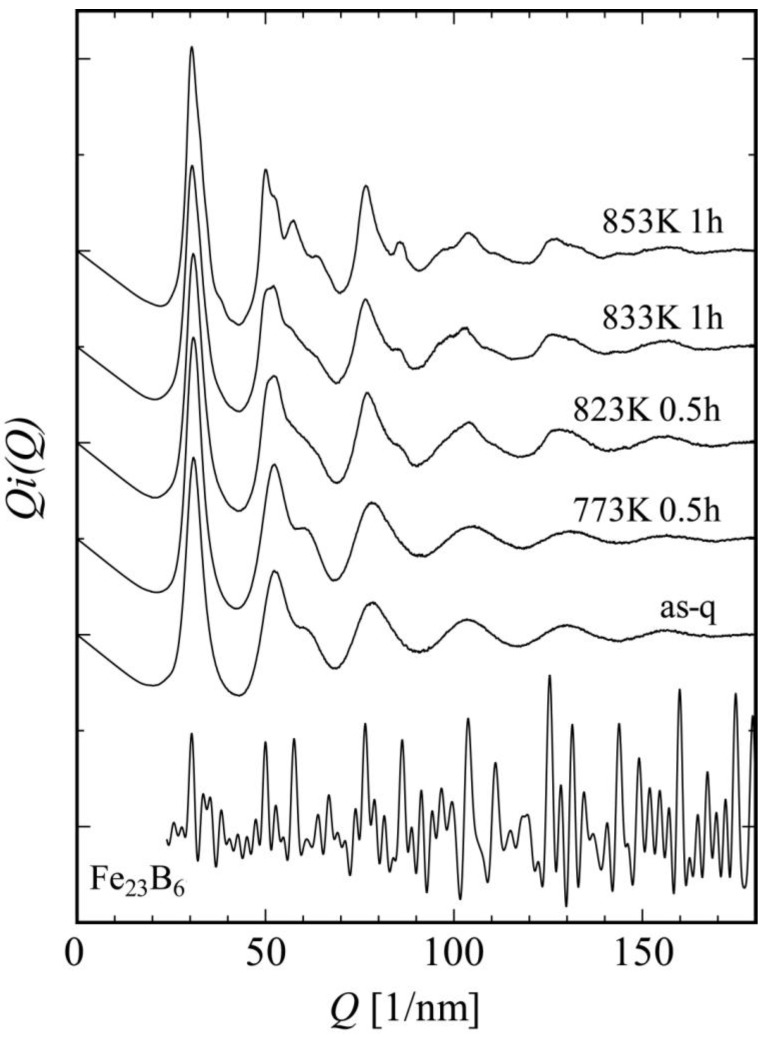 853K 1h
833K 1h
823K 0.5h
773K 0.5h
as-q
Fe₂₃B₆
Qi(Q)
0 50 100 150
Q [1/nm]